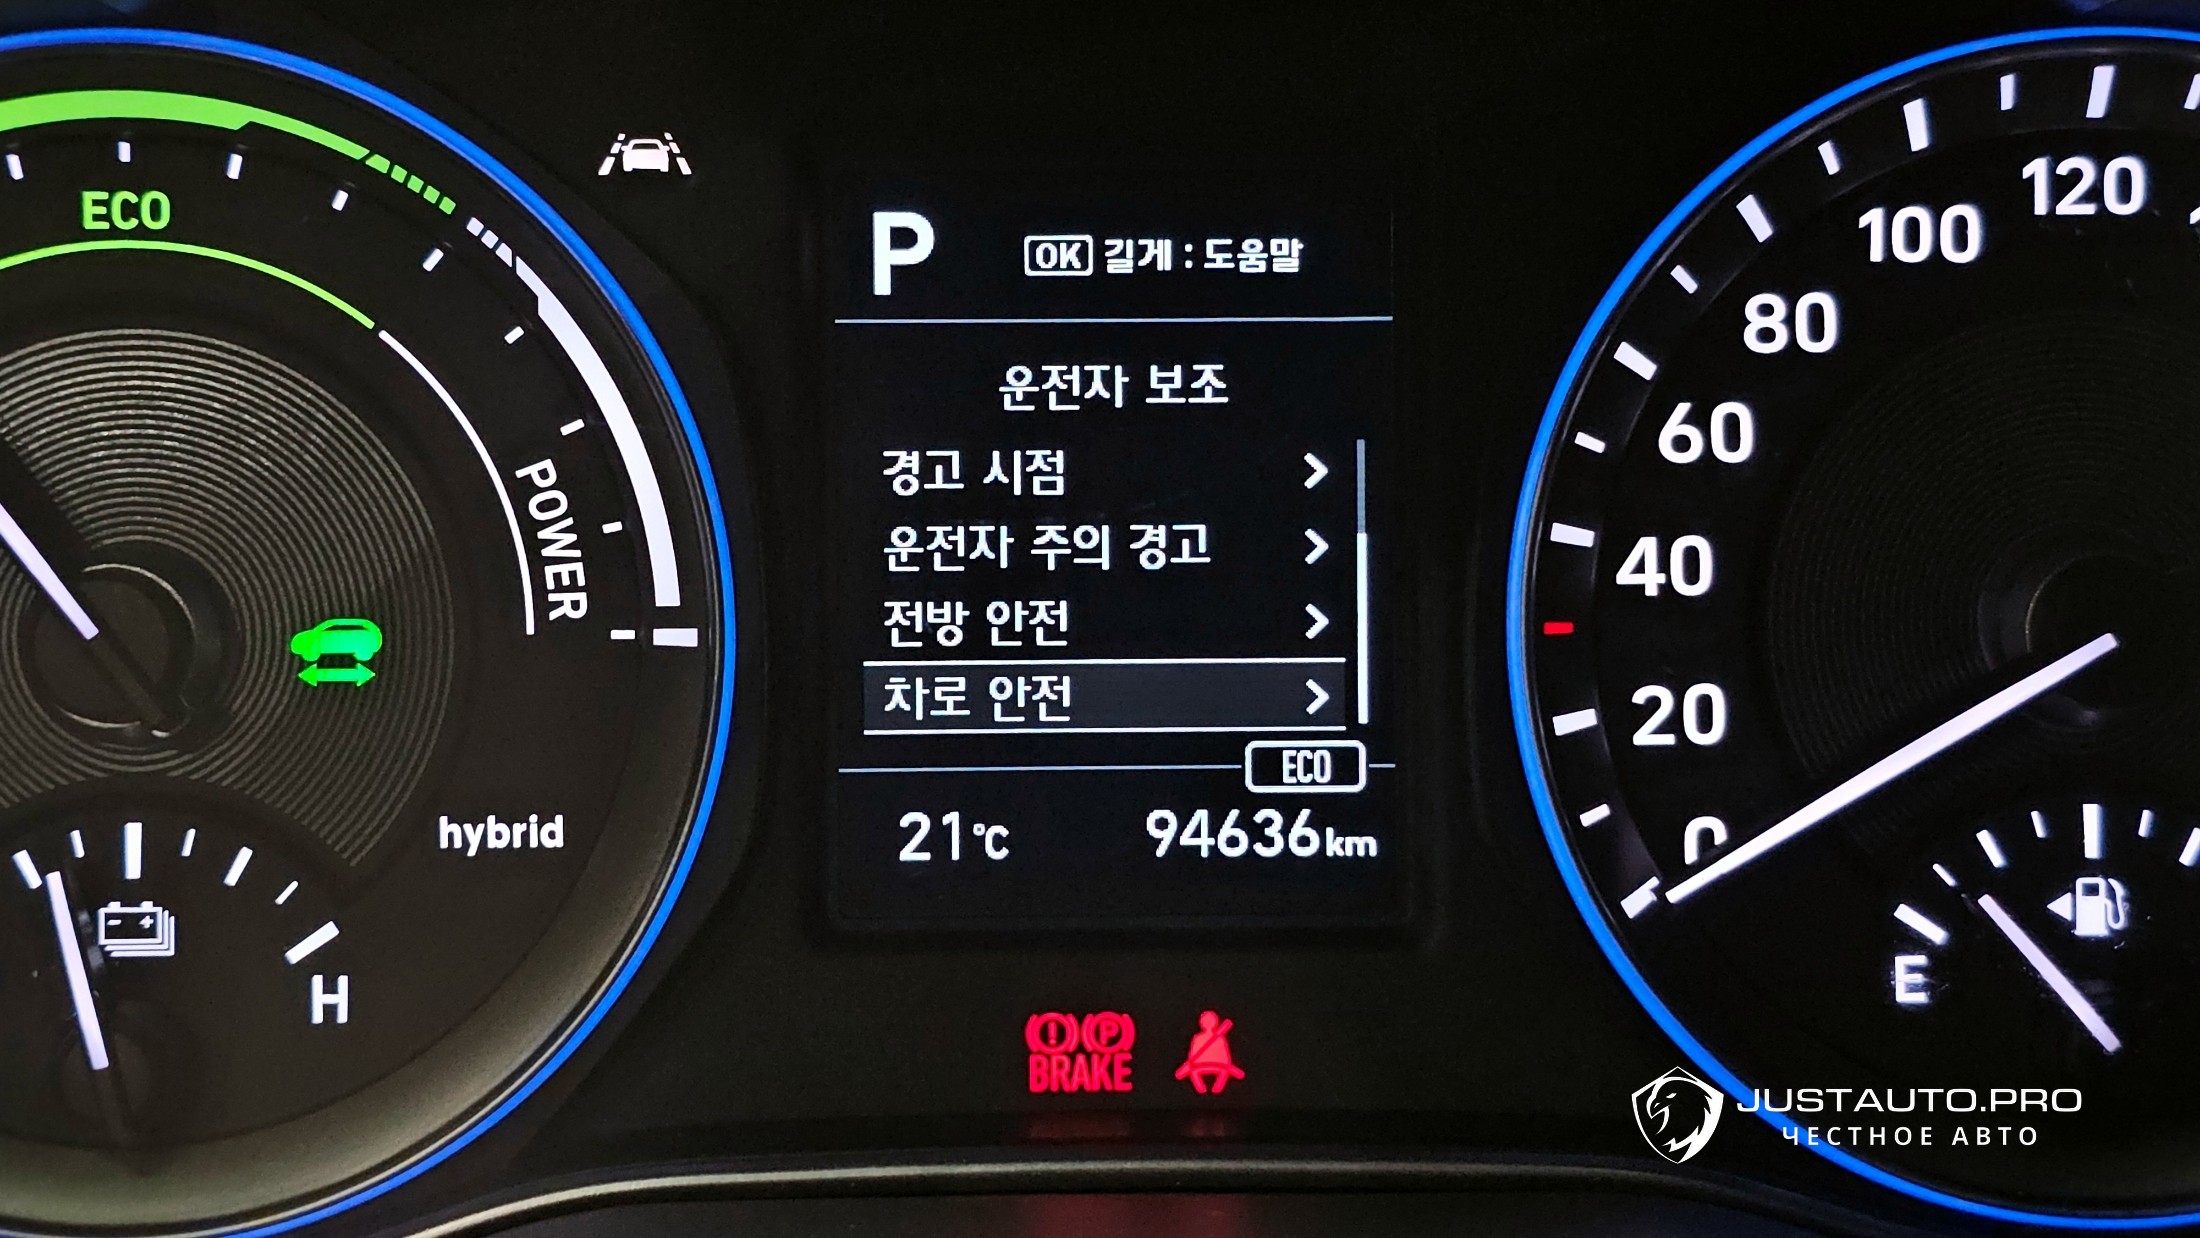 ECO
POWER
hybrid
H
P
OK 길게 : 도움말
운전자 보조
경고 시점
운전자 주의 경고
전방 안전
차로 안전
ECO
21°C 94636km
BRAKE
P
120
100
80
60
40
20
0
E
JUSTAUTO.PRO
ЧЕСТНОЕ АВТО